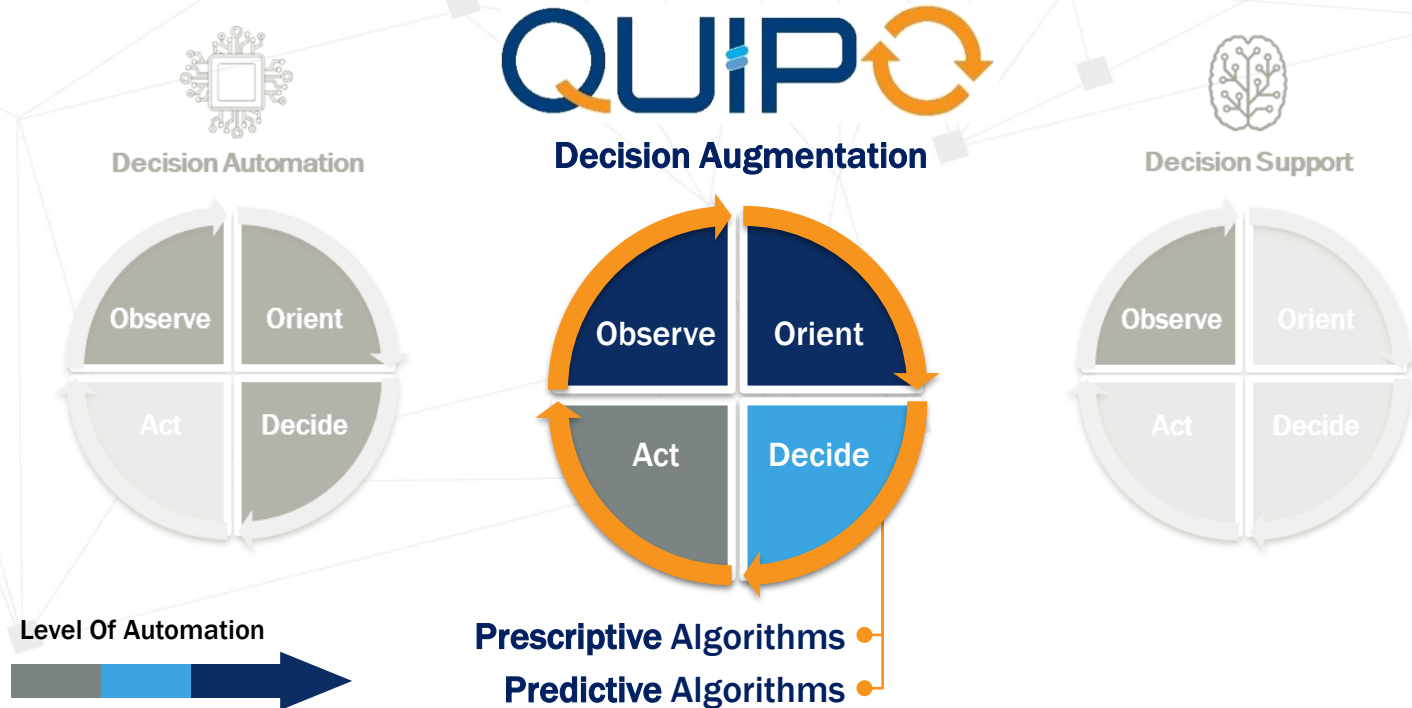 QUIPO
Decision Automation
Decision Augmentation
Decision Support
Observe
Orient
Act
Decide
Observe
Orient
Act
Decide
Observe
Orient
Act
Decide
Level Of Automation
Prescriptive Algorithms
Predictive Algorithms